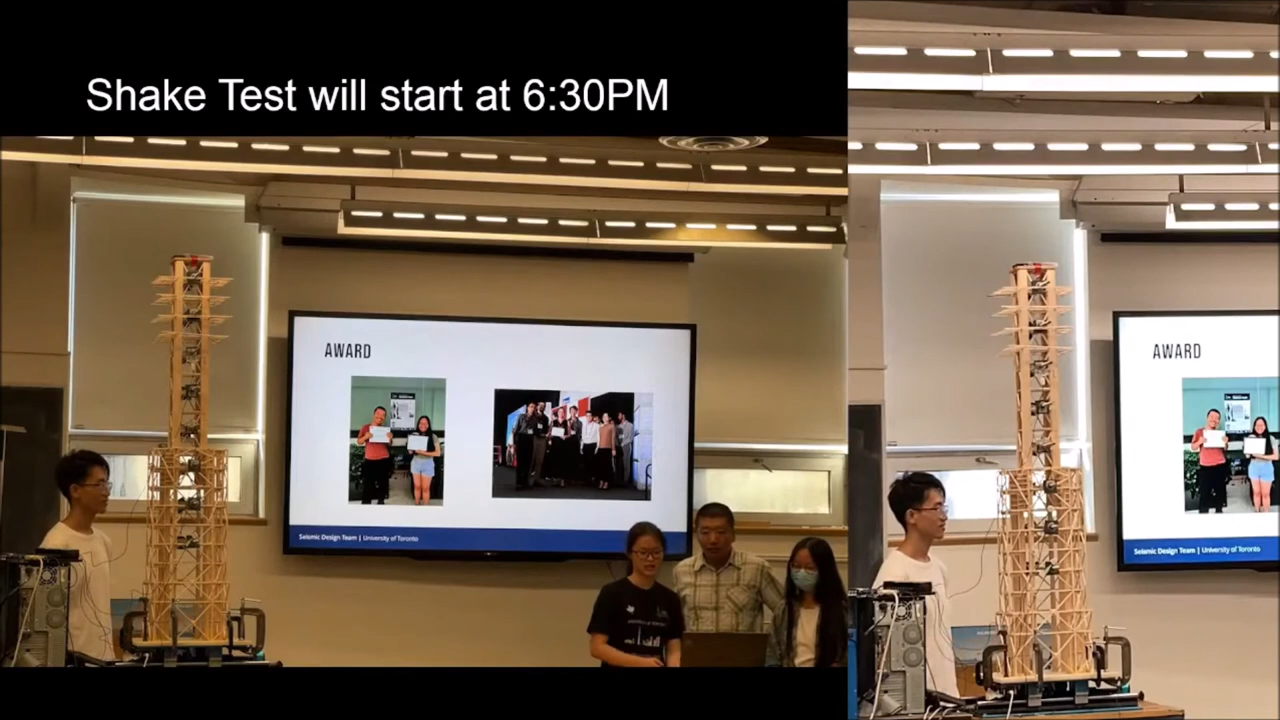 Shake Test will start at 6:30PM
AWARD
Seismic Design Team | University of Toronto
AWARD
Seismic Design Team | University of Toronto